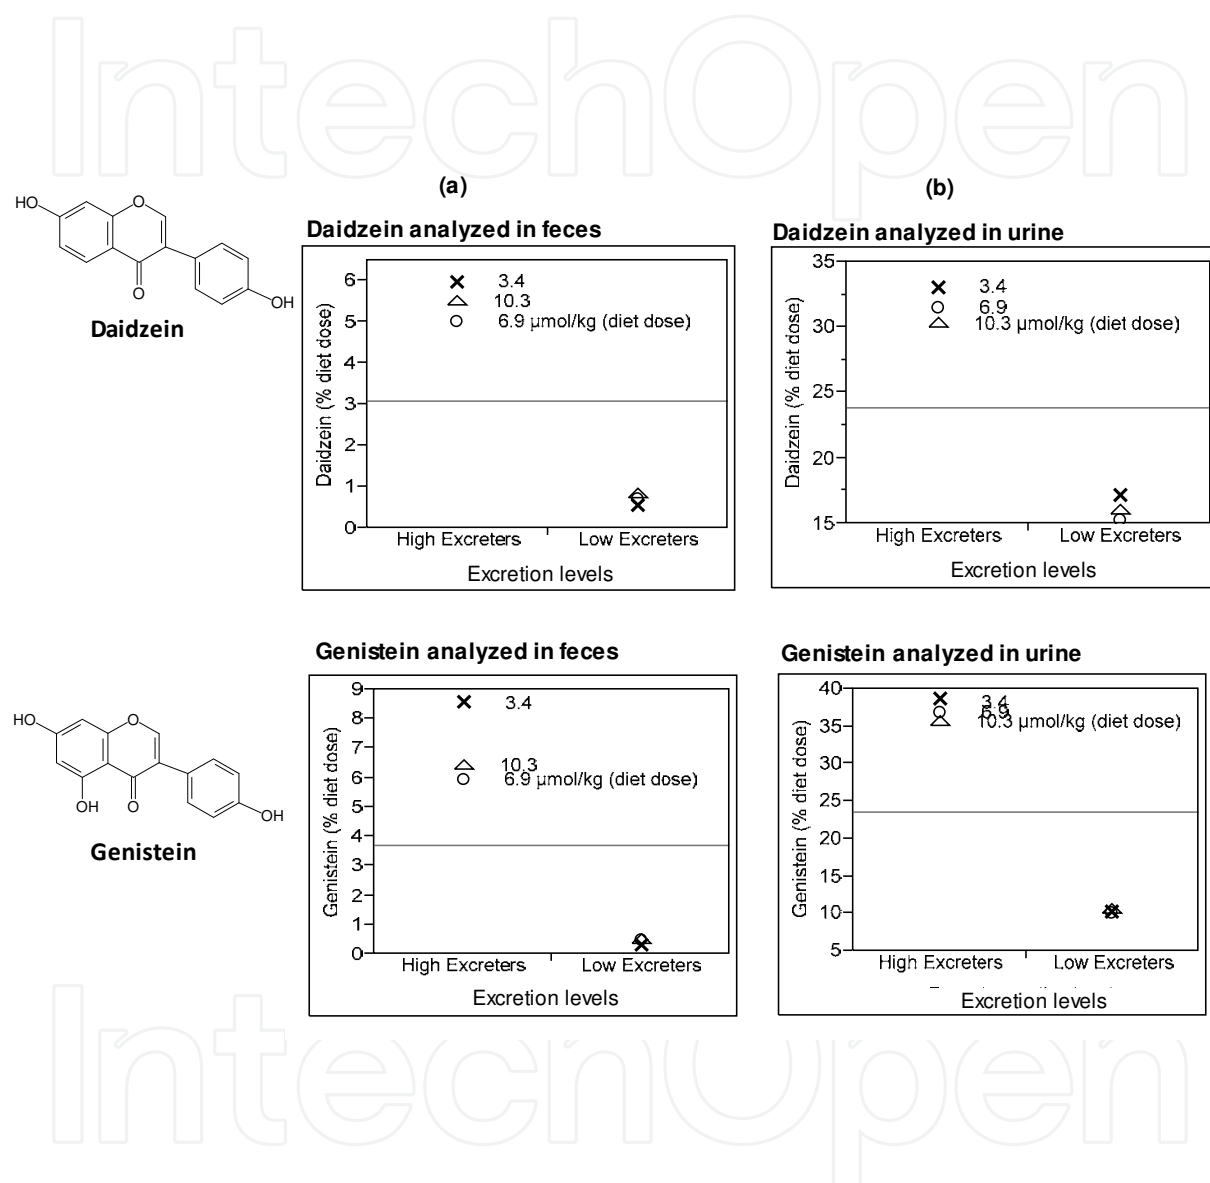 IntechOpen
(a)
(b)
HO
O
O
OH
Daidzein
Daidzein analyzed in feces
Daidzein (% diet dose)
6
5
4
3
2
1
0
3.4
10.3
6.9 µmol/kg (diet dose)
High Excreters
Low Excreters
Excretion levels
Daidzein analyzed in urine
Daidzein (% diet dose)
35
30
25
20
15
3.4
6.9
10.3 µmol/kg (diet dose)
High Excreters
Low Excreters
Excretion levels
HO
O
OH
O
OH
Genistein
Genistein analyzed in feces
Genistein (% diet dose)
9
8
7
6
5
4
3
2
1
0
3.4
10.3
6.9 µmol/kg (diet dose)
High Excreters
Low Excreters
Excretion levels
Genistein analyzed in urine
Genistein (% diet dose)
40
35
30
25
20
15
10
5
3.4
6.9
10.3 µmol/kg (diet dose)
High Excreters
Low Excreters
Excretion levels
IntechOpen